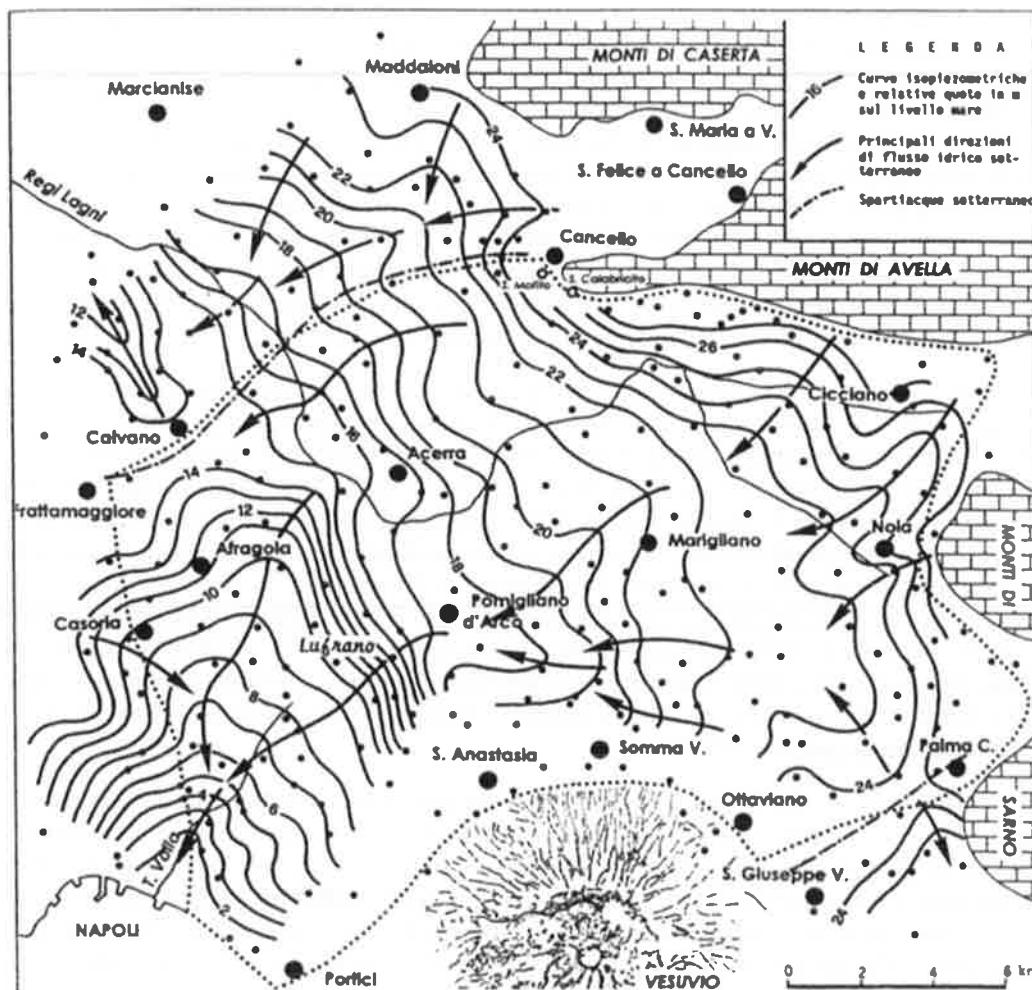 MONTI DI CASERTA
LEGENDA
Curve isopiezometriche
e relative quote in m
sul livello mare
16
Principali direzioni
di flusso idrico sot-
terraneo
Spartiacque sotterraneo
Maddaloni
Marcianise
S. Maria a V.
S. Felice a Cancello
Regi Lagni
24
22
20
18
Cancello
S. Calabricito
MONTI DI AVELLA
12
14
24
26
22
Cicciano
Calvano
16
Acerra
14
Frattamaggiore
12
20
Marigliano
Nola
MONTI DI
Afragola
18
10
Pomigliano
d'Arco
Casoria
Lufrano
8
S. Anastasia
Somma V.
Palma C.
24
SARNO
4
6
Ottaviano
T. Volla
S. Giuseppe V.
24
2
NAPOLI
Portici
VESUVIO
0 2 4 6 km